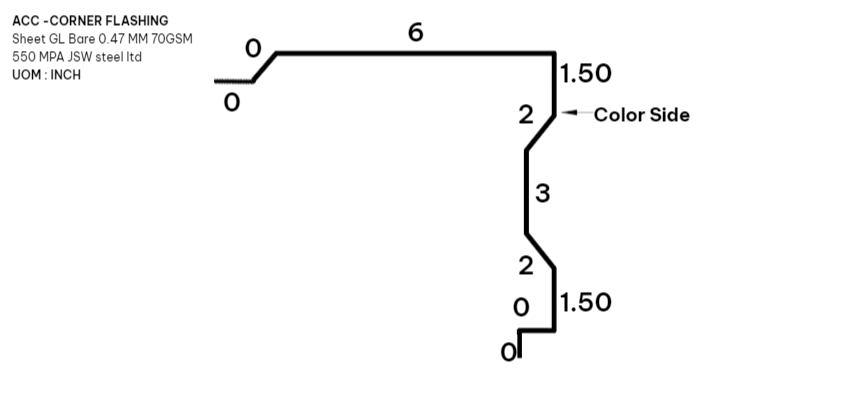 ACC -CORNER FLASHING
Sheet GL Bare 0.47 MM 70GSM
550 MPA JSW steel ltd
UOM : INCH
6
0
0
1.50
2
Color Side
3
2
0
1.50
0